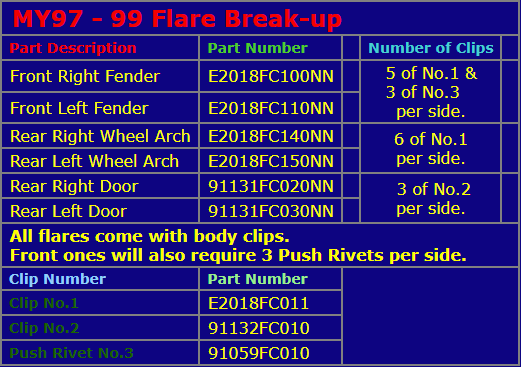 MY97 - 99 Flare Break-up
Part Description Part Number Number of Clips
Front Right Fender E2018FC100NN 5 of No.1 &
3 of No.3
Front Left Fender E2018FC110NN per side.
Rear Right Wheel Arch E2018FC140NN 6 of No.1
Rear Left Wheel Arch E2018FC150NN per side.
Rear Right Door 91131FC020NN 3 of No.2
Rear Left Door 91131FC030NN per side.
All flares come with body clips.
Front ones will also require 3 Push Rivets per side.
Clip Number Part Number
Clip No.1 E2018FC011
Clip No.2 91132FC010
Push Rivet No.3 91059FC010